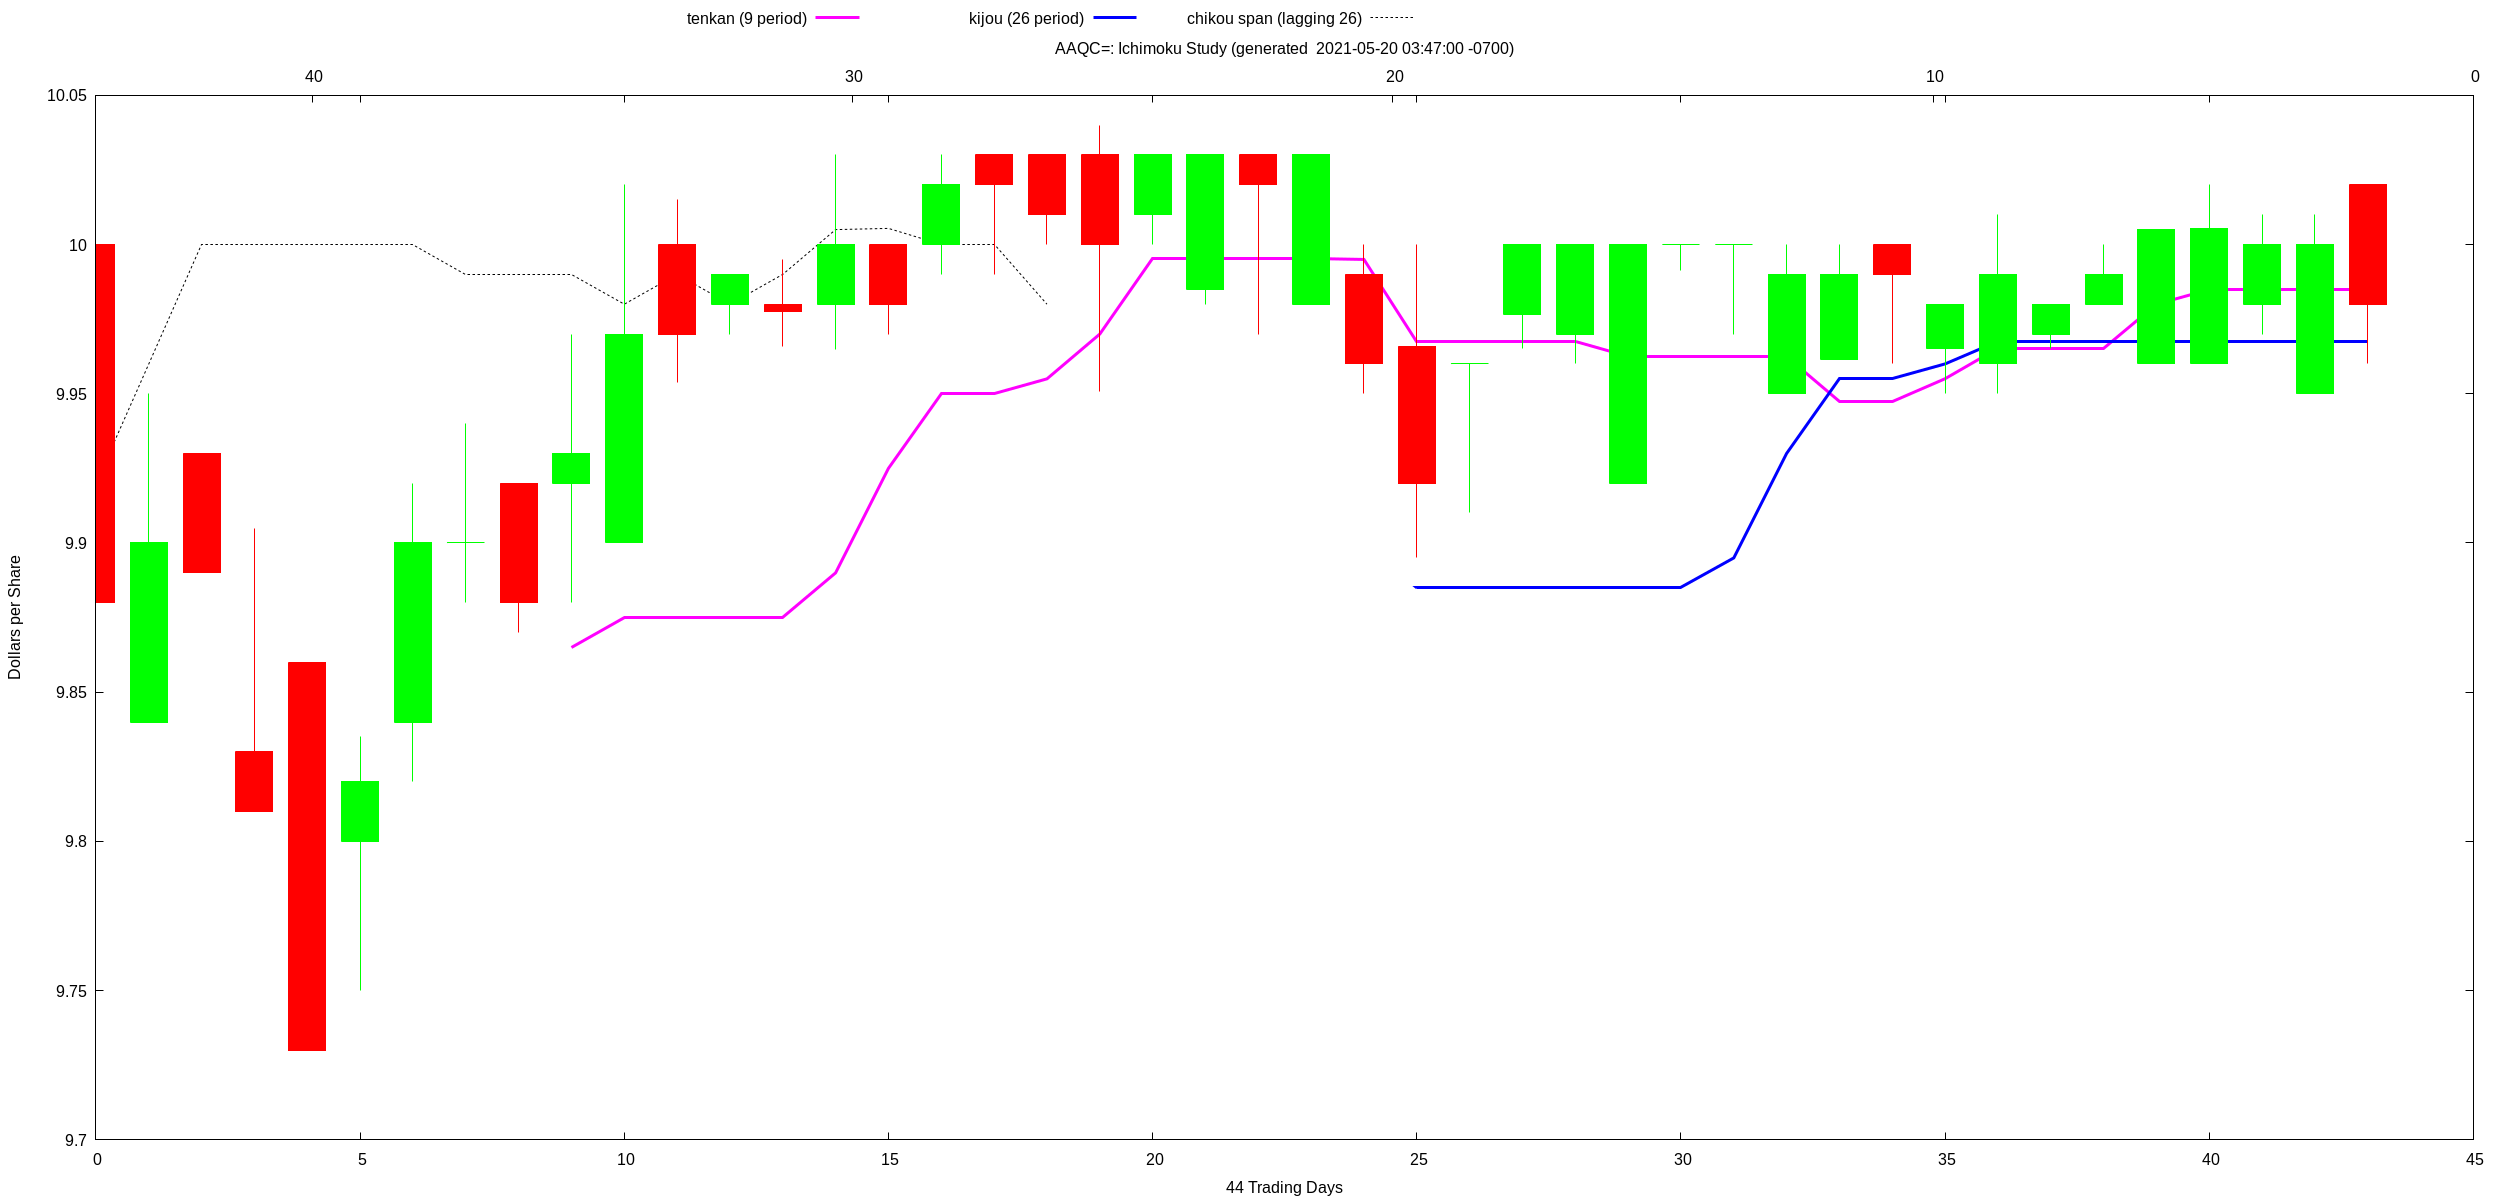 tenkan (9 period) kijou (26 period) chikou span (lagging 26)
AAQC=: Ichimoku Study (generated  2021-05-20 03:47:00 -0700)
40 30 20 10 0
10.05
10
9.95
9.9
9.85
9.8
9.75
9.7
Dollars per Share
0 5 10 15 20 25 30 35 40 45
44 Trading Days